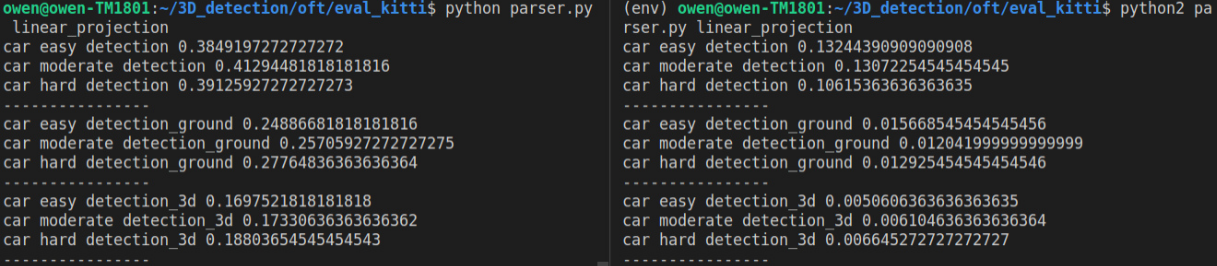 owen@owen-TM1801:~/3D_detection/oft/eval_kitti$ python parser.py
 linear_projection
car easy detection 0.3849197272727272
car moderate detection 0.41294481818181816
car hard detection 0.39125927272727273
----------------
car easy detection_ground 0.24886681818181816
car moderate detection_ground 0.25705927272727275
car hard detection_ground 0.27764836363636364
----------------
car easy detection_3d 0.1697521818181818
car moderate detection_3d 0.17330636363636362
car hard detection_3d 0.18803654545454543
----------------
(env) owen@owen-TM1801:~/3D_detection/oft/eval_kitti$ python2 pa
rser.py linear_projection
car easy detection 0.13244390909090908
car moderate detection 0.13072254545454545
car hard detection 0.10615363636363635
----------------
car easy detection_ground 0.015668545454545456
car moderate detection_ground 0.012041999999999999
car hard detection_ground 0.012925454545454546
----------------
car easy detection_3d 0.0050606363636363635
car moderate detection_3d 0.006104636363636364
car hard detection_3d 0.006645272727272727
----------------